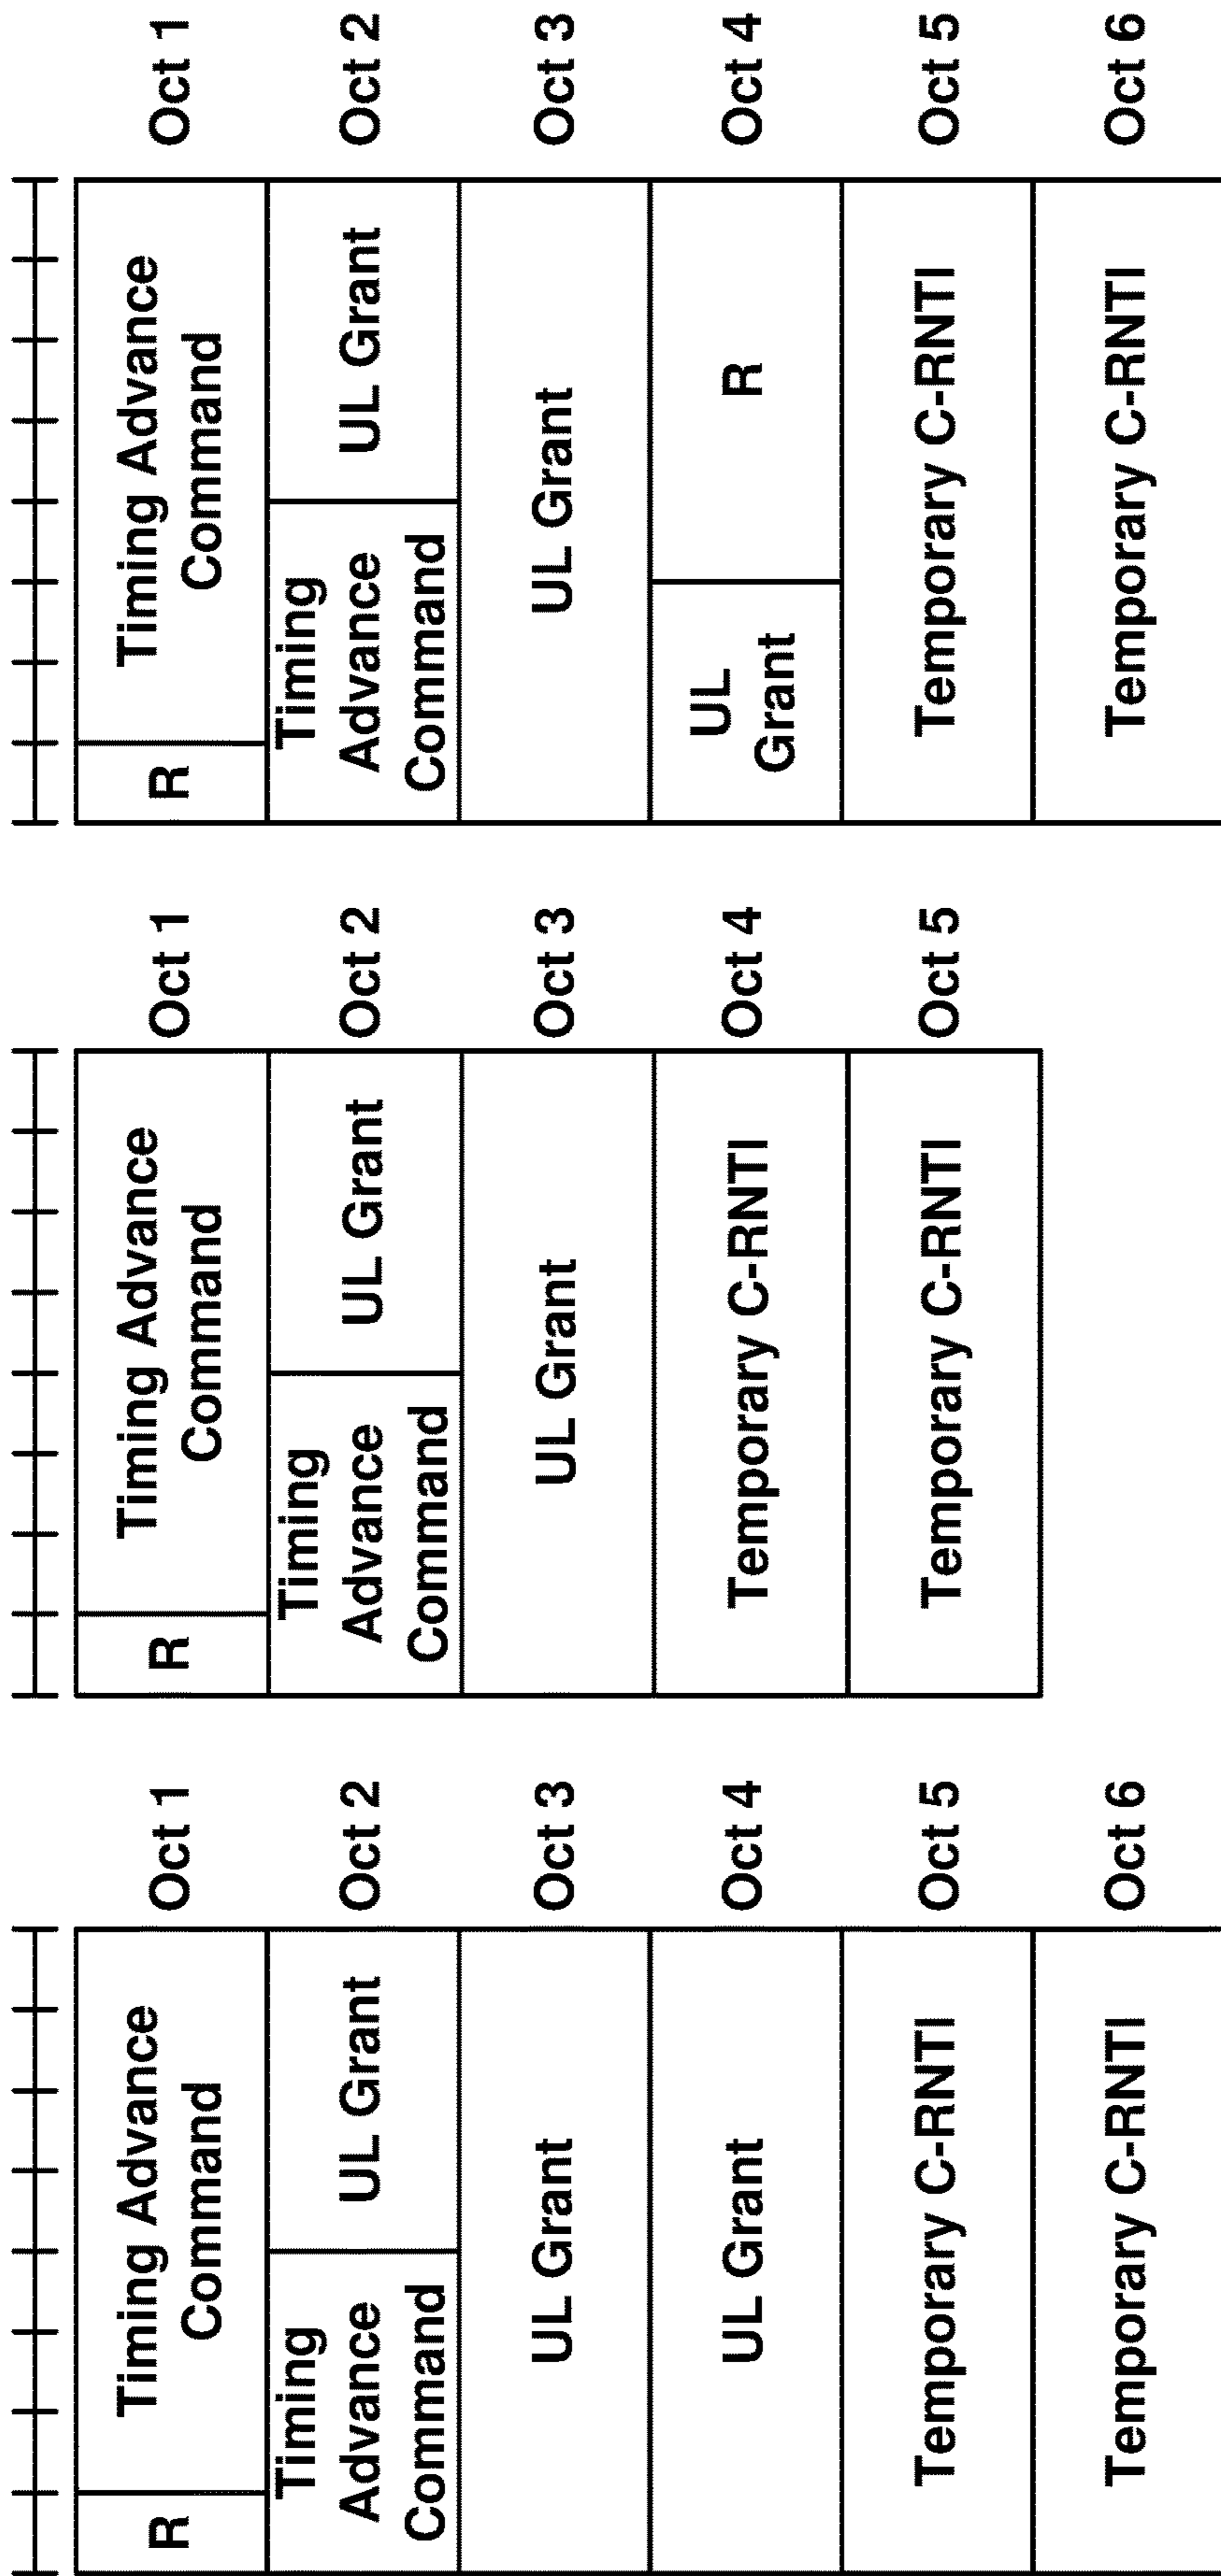 R
Timing Advance
Command
Oct 1
Timing
Advance
Command
UL Grant
Oct 2
UL Grant
Oct 3
UL Grant
Oct 4
Temporary C-RNTI
Oct 5
Temporary C-RNTI
Oct 6
R
Timing Advance
Command
Oct 1
Timing
Advance
Command
UL Grant
Oct 2
UL Grant
Oct 3
Temporary C-RNTI
Oct 4
Temporary C-RNTI
Oct 5
R
Timing Advance
Command
Oct 1
Timing
Advance
Command
UL Grant
Oct 2
UL Grant
Oct 3
UL
Grant
R
Oct 4
Temporary C-RNTI
Oct 5
Temporary C-RNTI
Oct 6